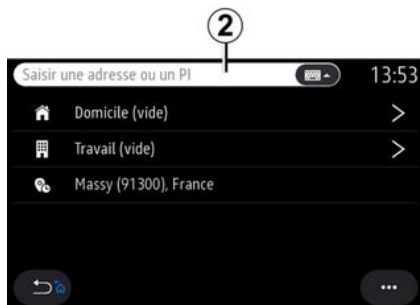 2
Saisir une adresse ou un PI 13:53
Domicile (vide)
Travail (vide)
Massy (91300), France